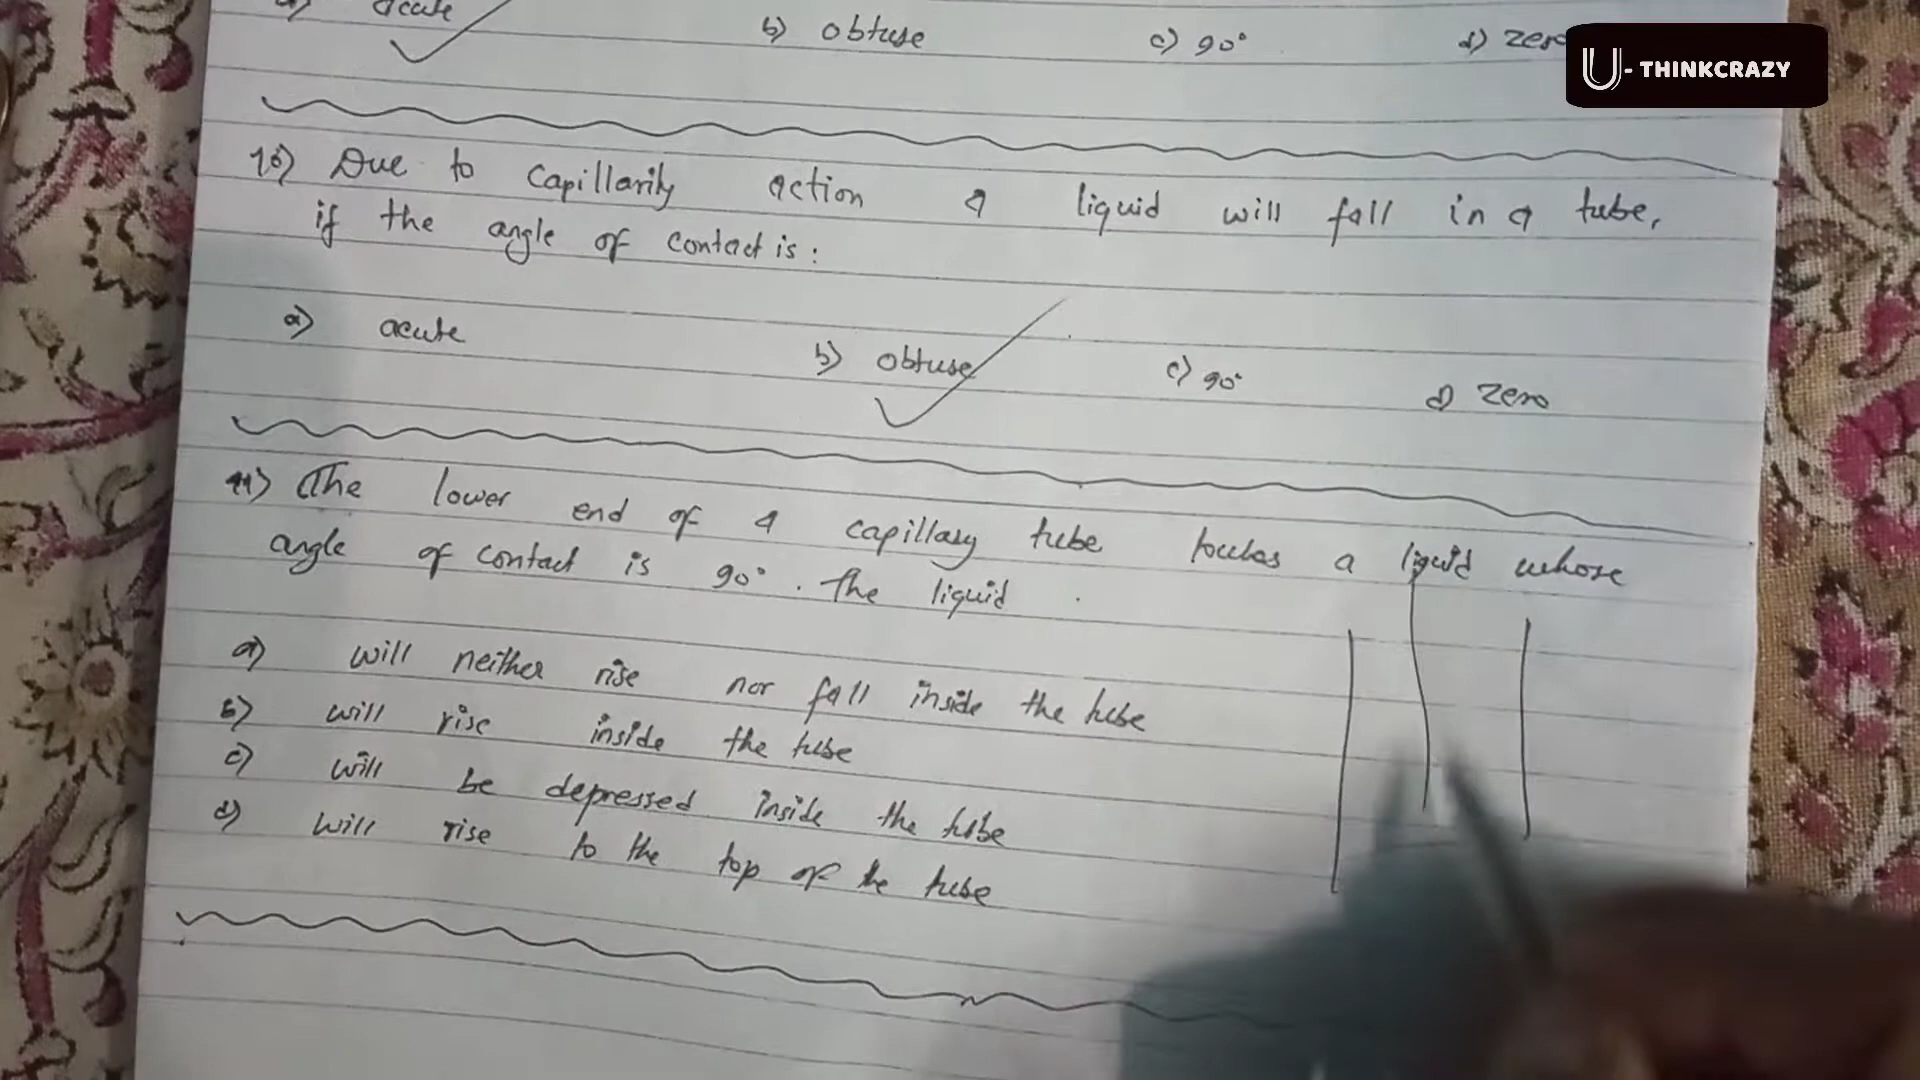 a) acute b) obtuse c) 90° d) zero
U- THINKCRAZY
10) Due to Capillarity action a liquid will fall in a tube,
if the angle of contact is :
a) acute b) obtuse c) 90° d) zero
11) The lower end of a capillary tube touches a liquid whose
angle of contact is 90°. The liquid
a) will neither rise nor fall inside the tube
b) will rise inside the tube
c) will be depressed inside the tube
d) will rise to the top of the tube